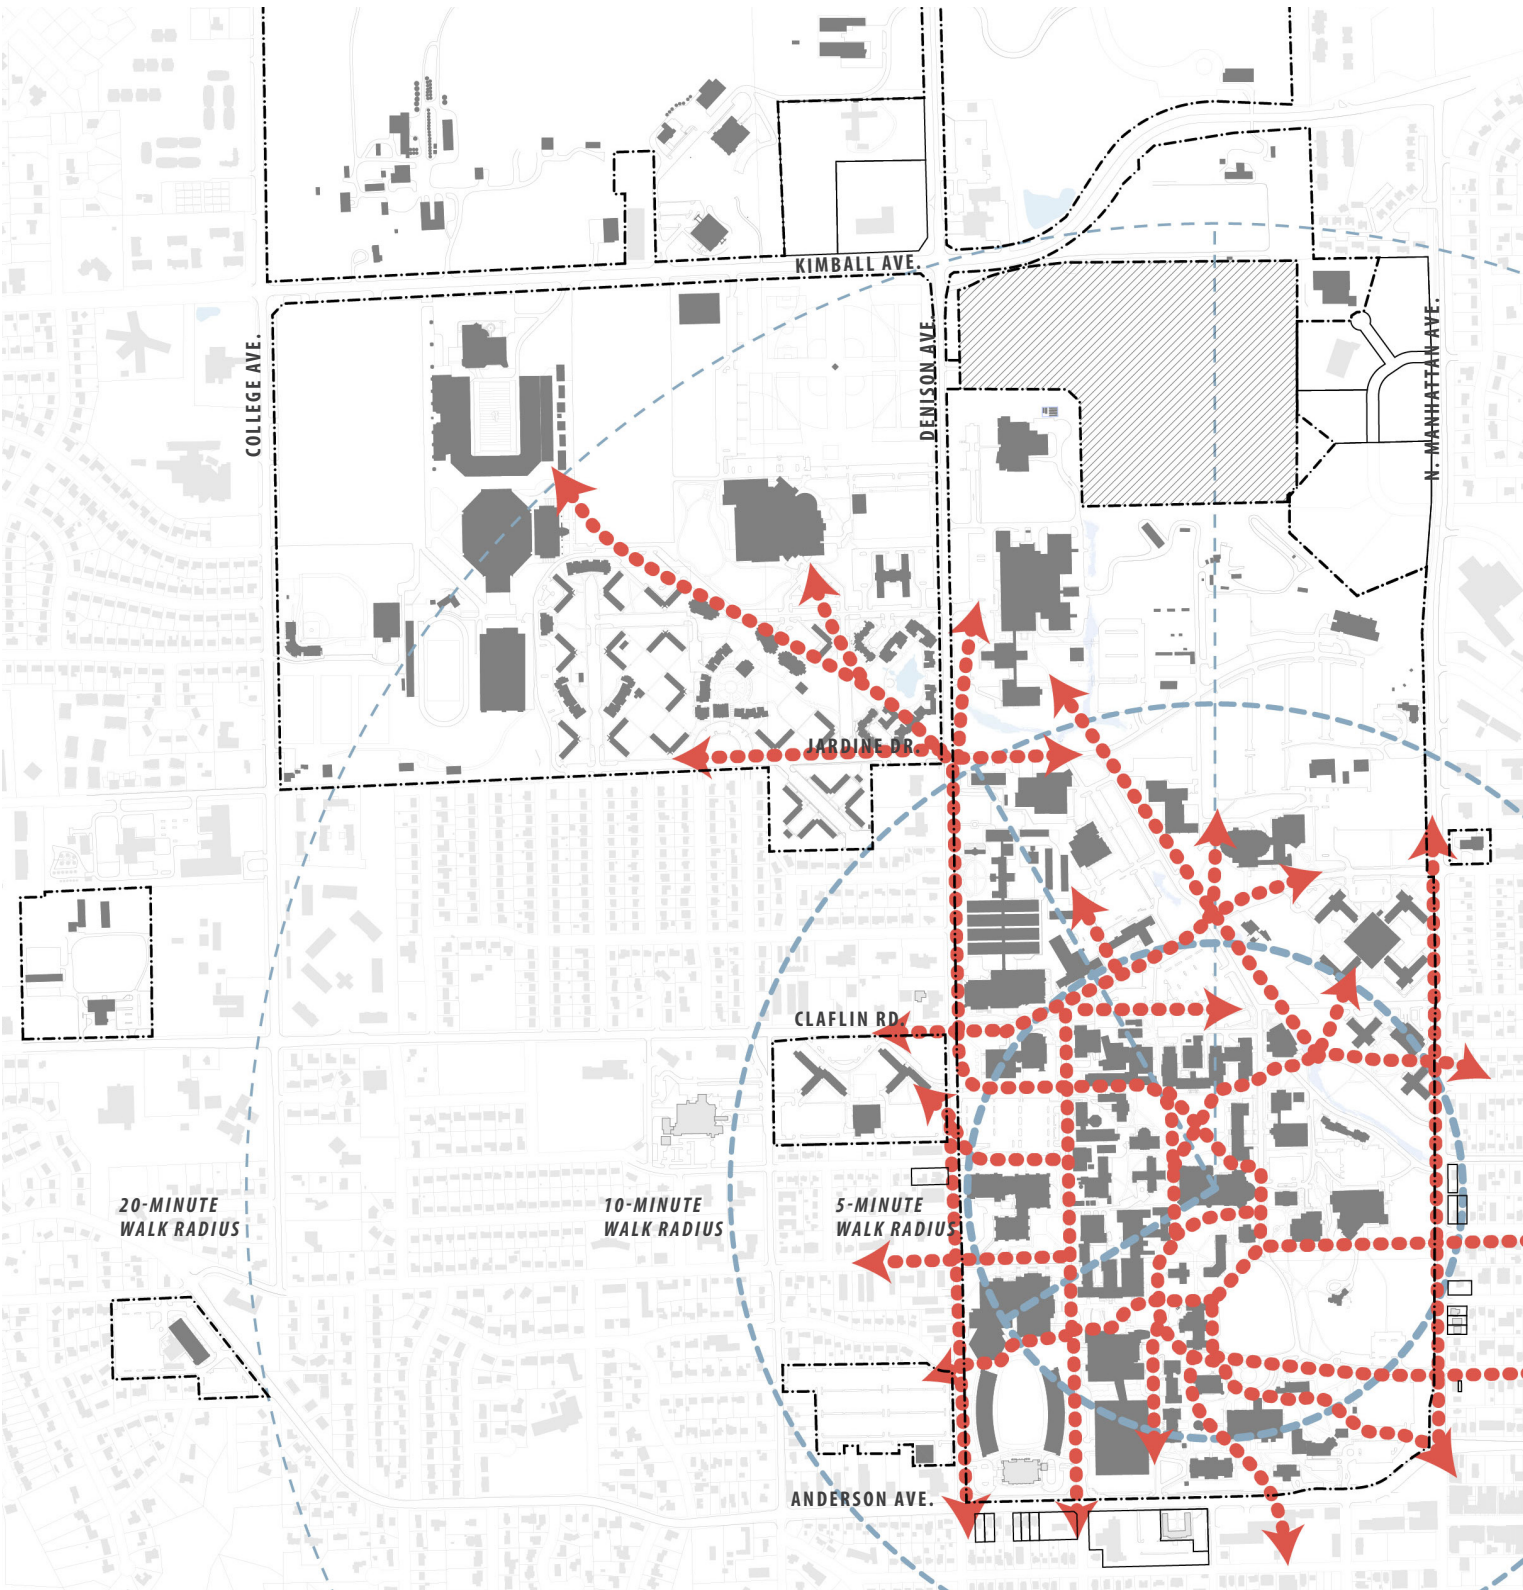 KIMBALL AVE.
COLLEGE AVE.
DENISON AVE.
N. MANHATTAN AVE.
JARDINE DR.
CLAFLIN RD.
20-MINUTE
WALK RADIUS
10-MINUTE
WALK RADIUS
5-MINUTE
WALK RADIUS
ANDERSON AVE.